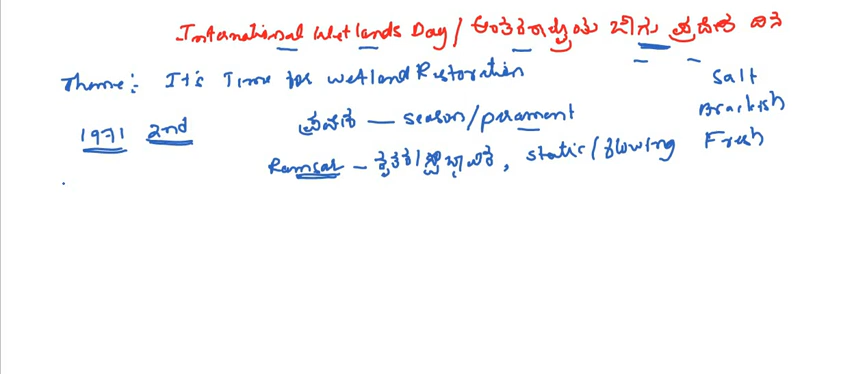 International Wetlands Day / ಅಂತರರಾಷ್ಟ್ರೀಯ ಜೌಗು ಪ್ರದೇಶ ದಿನ
Theme: It's Time for Wetland Restoration
Salt
Brackish
Fresh
1971 2nd
— season/perament
Ramsar – static/flowing